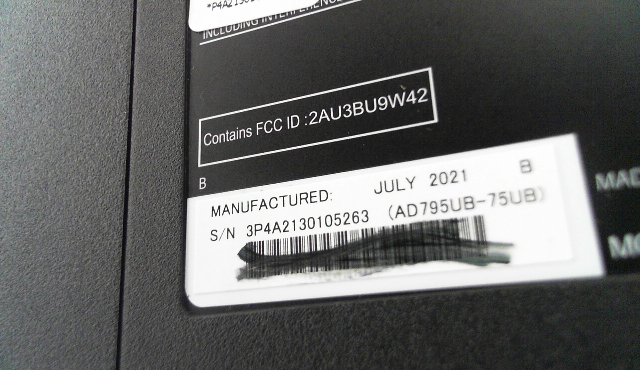 INCLUDING INTERFERENCE
Contains FCC ID :2AU3BU9W42
B
MANUFACTURED: JULY 2021 B
S/N 3P4A2130105263 (AD795UB-75UB)